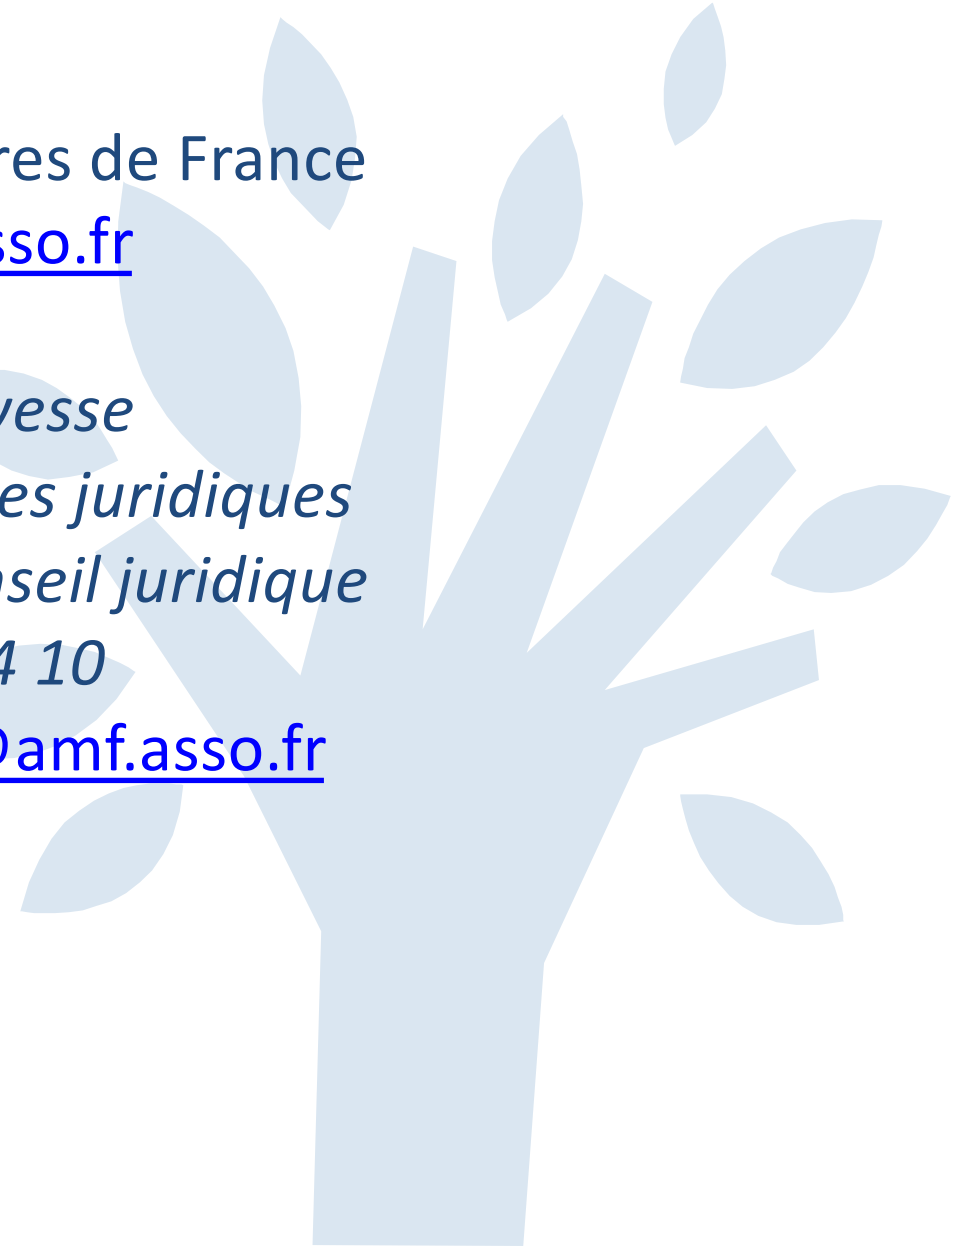 res de France
sso.fr
vesse
es juridiques
nseil juridique
4 10
@amf.asso.fr